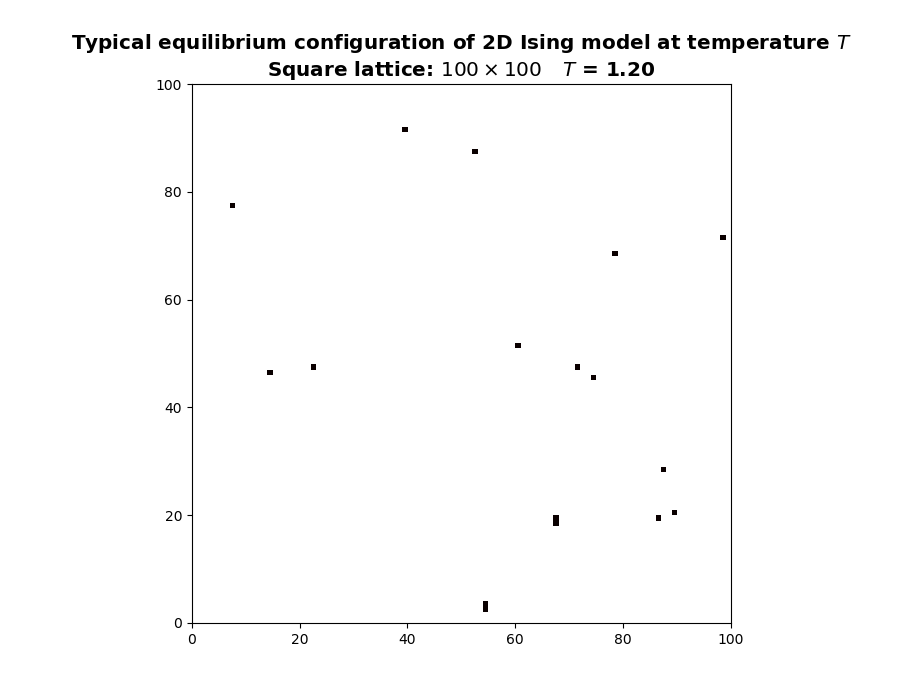 Typical equilibrium configuration of 2D Ising model at temperature T
Square lattice: 100 × 100 T = 1.20
100
80
60
40
20
0
0 20 40 60 80 100